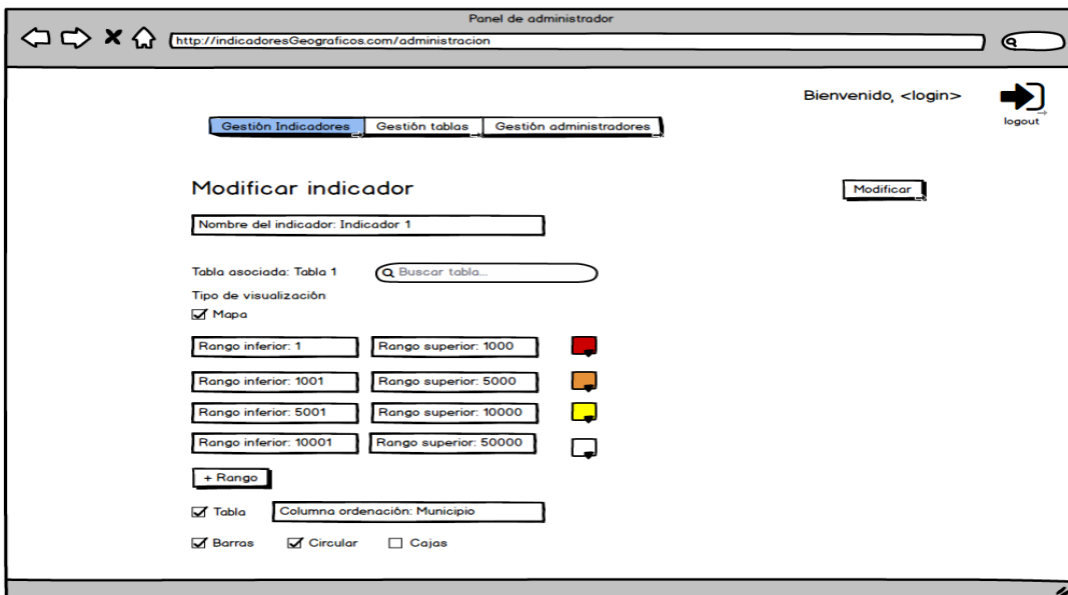 Panel de administrador
http://indicadoresGeograficos.com/administracion
Bienvenido, <login>
logout
Gestión Indicadores Gestión tablas Gestión administradores
Modificar indicador
Modificar
Nombre del indicador: Indicador 1
Tabla asociada: Tabla 1 Buscar tabla...
Tipo de visualización
Mapa
Rango inferior: 1 Rango superior: 1000
Rango inferior: 1001 Rango superior: 5000
Rango inferior: 5001 Rango superior: 10000
Rango inferior: 10001 Rango superior: 50000
+ Rango
Tabla Columna ordenación: Municipio
Barras Circular Cajas